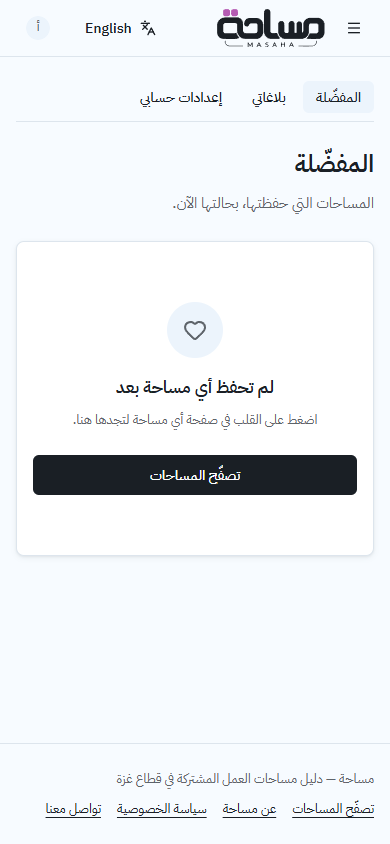 مساحة
MASAHA
English
أ
المفضّلة
بلاغاتي
إعدادات حسابي
المفضّلة
المساحات التي حفظتها، بحالتها الآن.
لم تحفظ أي مساحة بعد
اضغط على القلب في صفحة أي مساحة لتجدها هنا.
تصفّح المساحات
مساحة — دليل مساحات العمل المشتركة في قطاع غزة
تصفّح المساحات
عن مساحة
سياسة الخصوصية
تواصل معنا